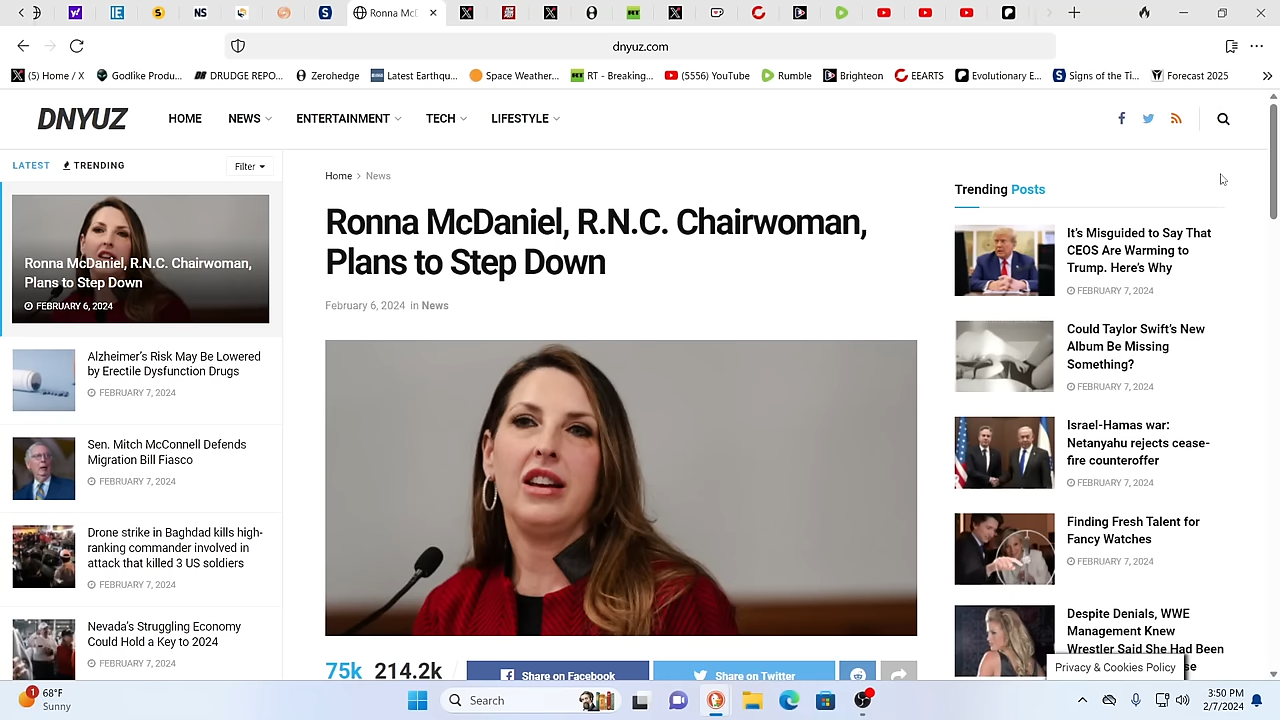 Ronna McD
dnyuz.com
(5) Home / X
Godlike Produ...
DRUDGE REPO...
Zerohedge
Latest Earthqu...
Space Weather...
RT - Breaking...
(5556) YouTube
Rumble
Brighteon
EEARTS
Evolutionary E...
Signs of the Ti...
Forecast 2025
DNYUZ
HOME
NEWS
ENTERTAINMENT
TECH
LIFESTYLE
LATEST
TRENDING
Filter
Ronna McDaniel, R.N.C. Chairwoman,
Plans to Step Down
FEBRUARY 6, 2024
Alzheimer's Risk May Be Lowered
by Erectile Dysfunction Drugs
FEBRUARY 7, 2024
Sen. Mitch McConnell Defends
Migration Bill Fiasco
FEBRUARY 7, 2024
Drone strike in Baghdad kills high-
ranking commander involved in
attack that killed 3 US soldiers
FEBRUARY 7, 2024
Nevada's Struggling Economy
Could Hold a Key to 2024
FEBRUARY 7, 2024
Home > News
Ronna McDaniel, R.N.C. Chairwoman,
Plans to Step Down
February 6, 2024 in News
75k 214.2k
Share on Facebook
Share on Twitter
Trending Posts
It's Misguided to Say That
CEOS Are Warming to
Trump. Here's Why
FEBRUARY 7, 2024
Could Taylor Swift's New
Album Be Missing
Something?
FEBRUARY 7, 2024
Israel-Hamas war:
Netanyahu rejects cease-
fire counteroffer
FEBRUARY 7, 2024
Finding Fresh Talent for
Fancy Watches
FEBRUARY 7, 2024
Despite Denials, WWE
Management Knew
Wrestler Said She Had Been
Privacy & Cookies Policy
1
68°F
Sunny
Search
3:50 PM
2/7/2024